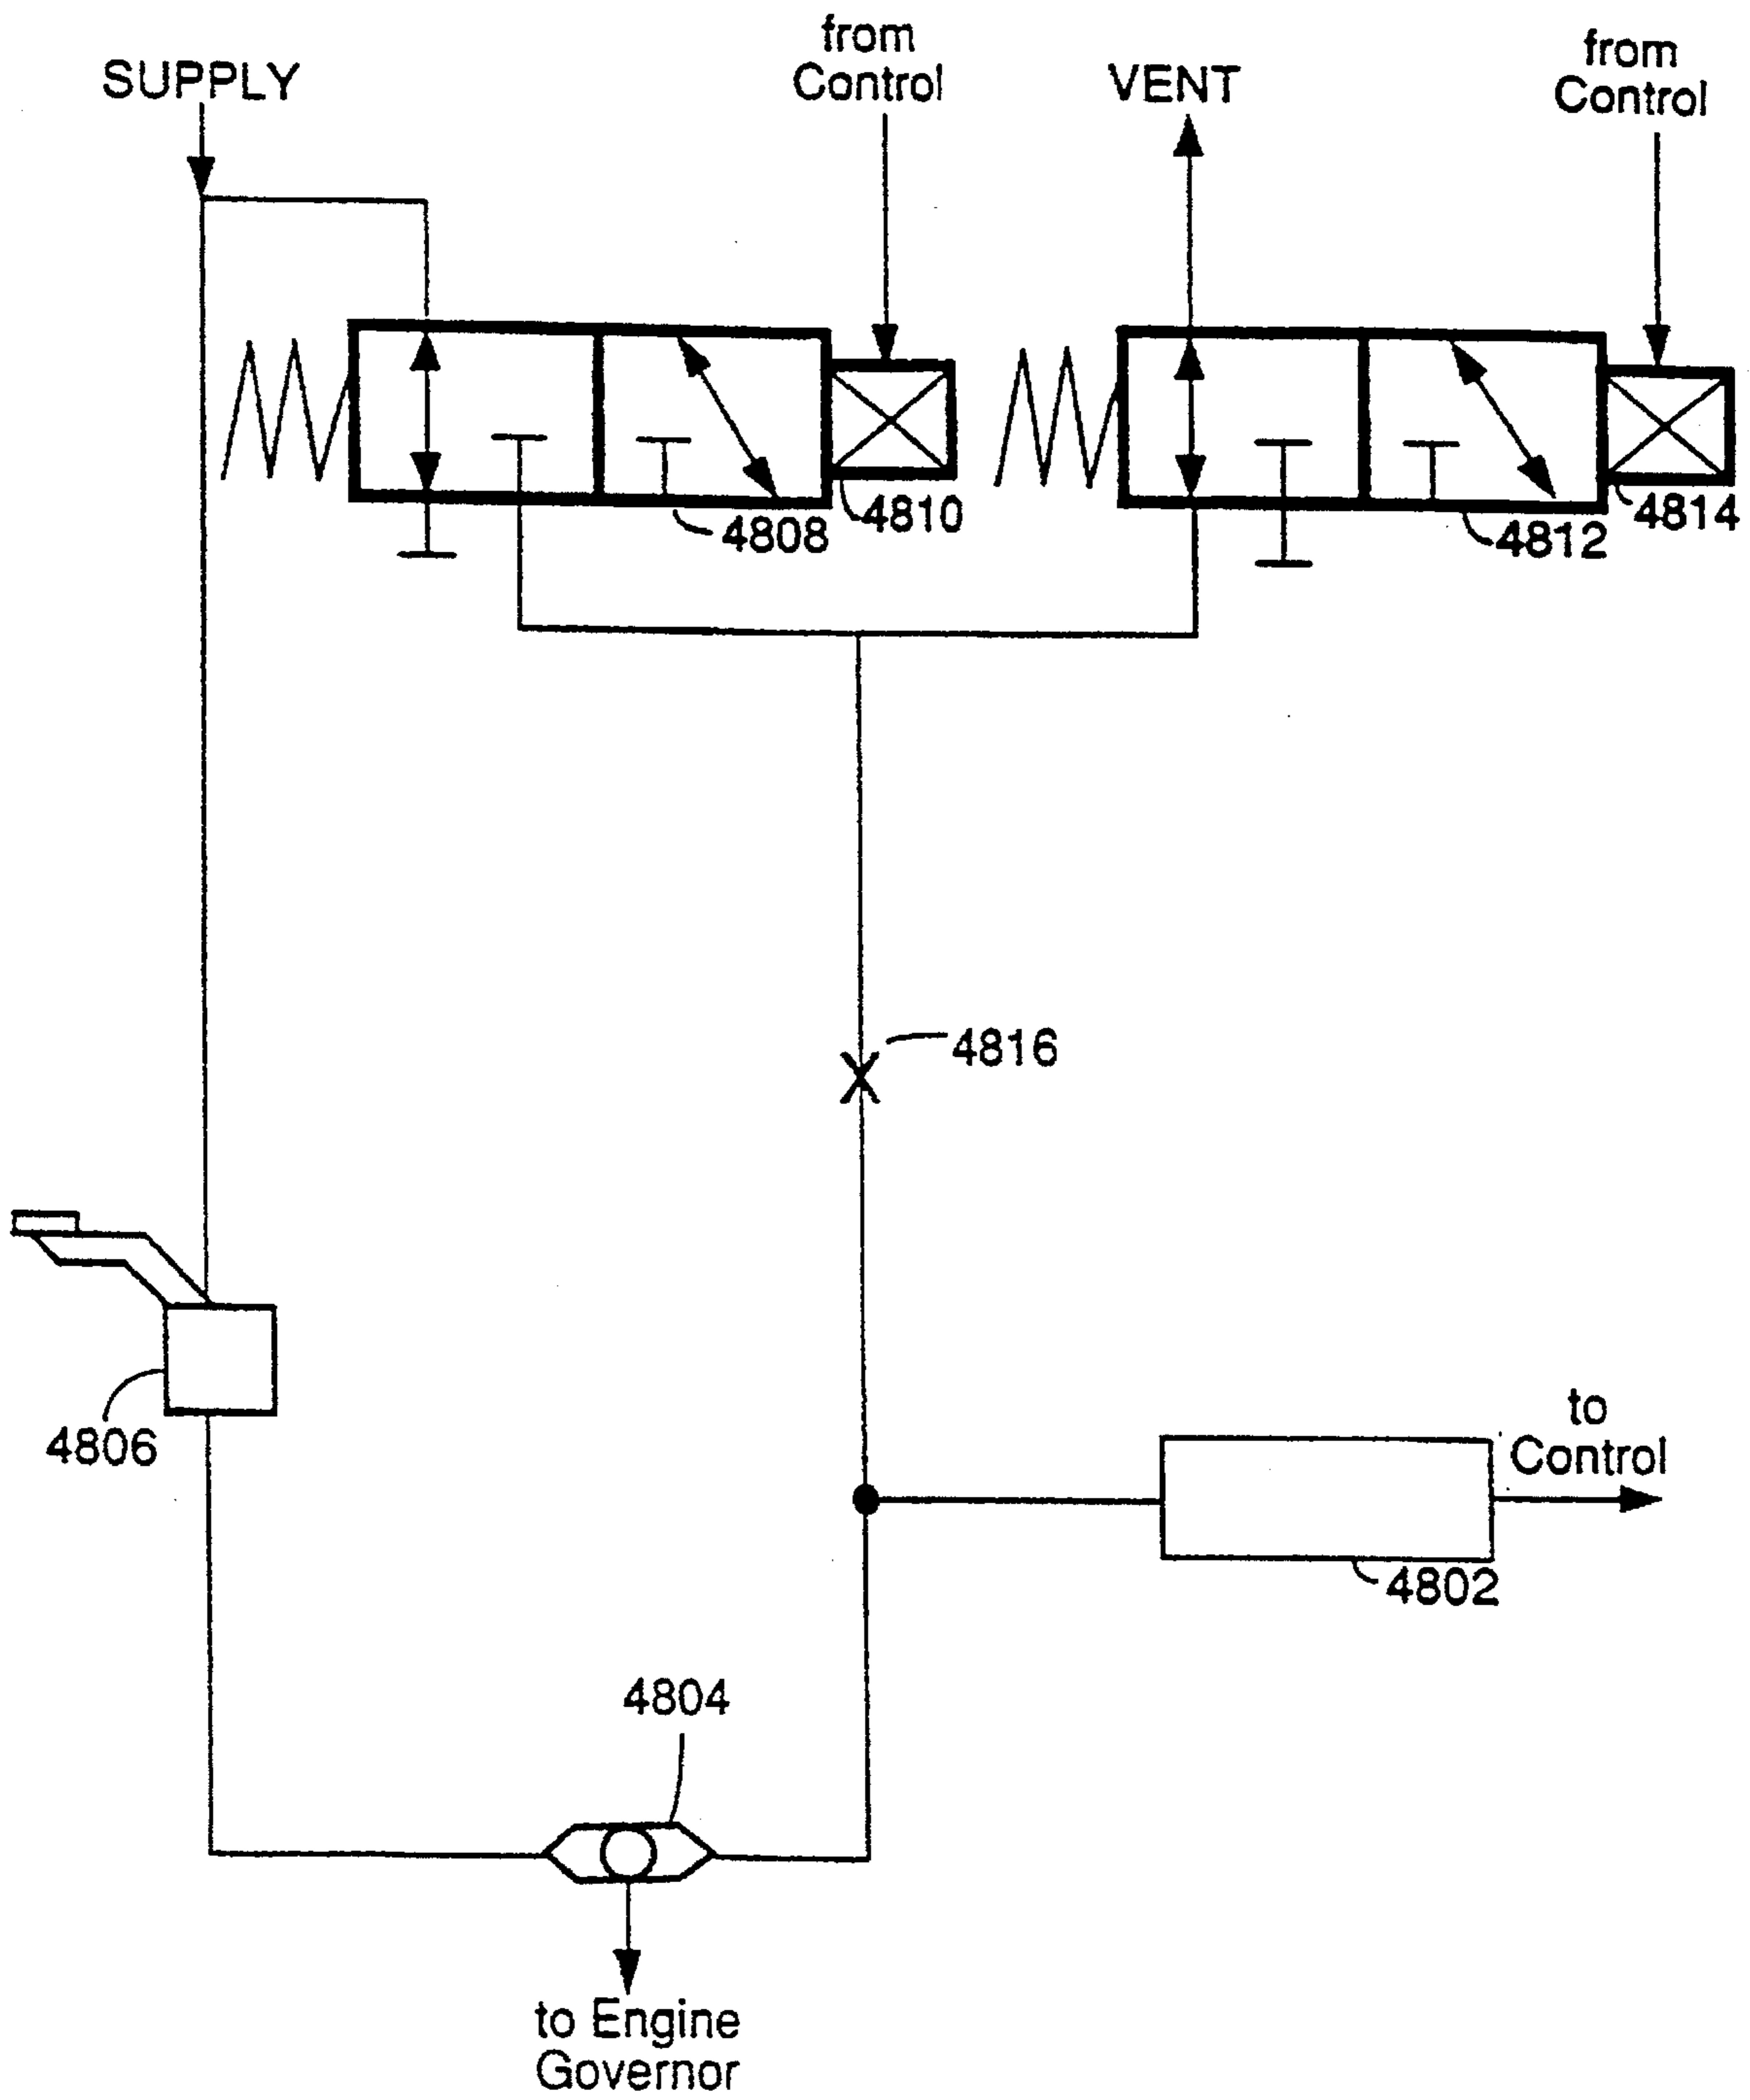 from
Control
from
Control
SUPPLY
VENT
4810
4808
4814
4812
4816
4806
to
Control
4802
4804
to Engine
Governor